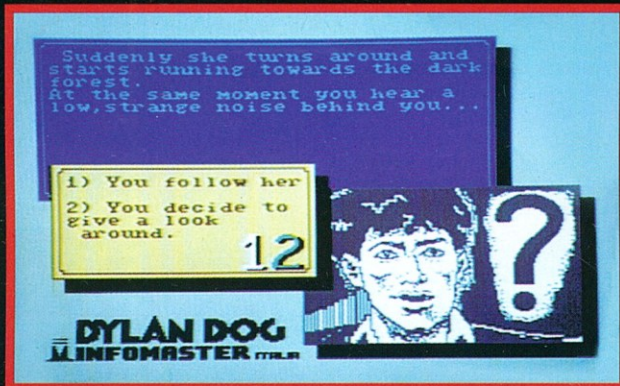 Suddenly she turns around and
starts running towards the dark
forest.
At the same moment you hear a
low,strange noise behind you...
1) You follow her
2) You decide to
give a look
around.
12
?
DYLAN DOG
INFOMASTER ITALIA